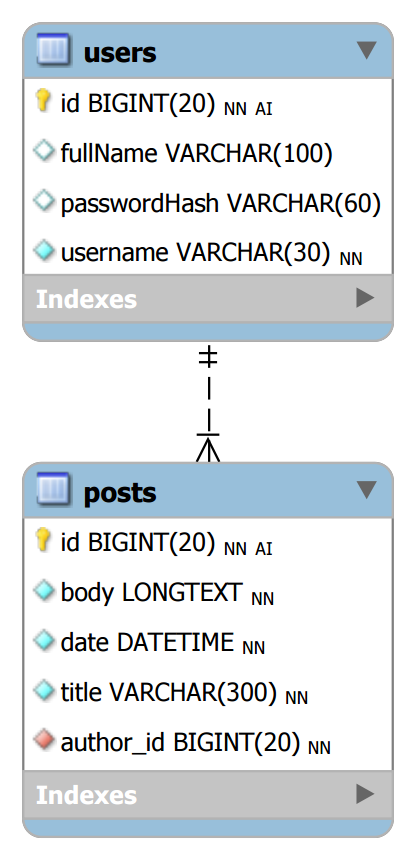 users
id BIGINT(20) NN AI
fullName VARCHAR(100)
passwordHash VARCHAR(60)
username VARCHAR(30) NN
Indexes
posts
id BIGINT(20) NN AI
body LONGTEXT NN
date DATETIME NN
title VARCHAR(300) NN
author_id BIGINT(20) NN
Indexes